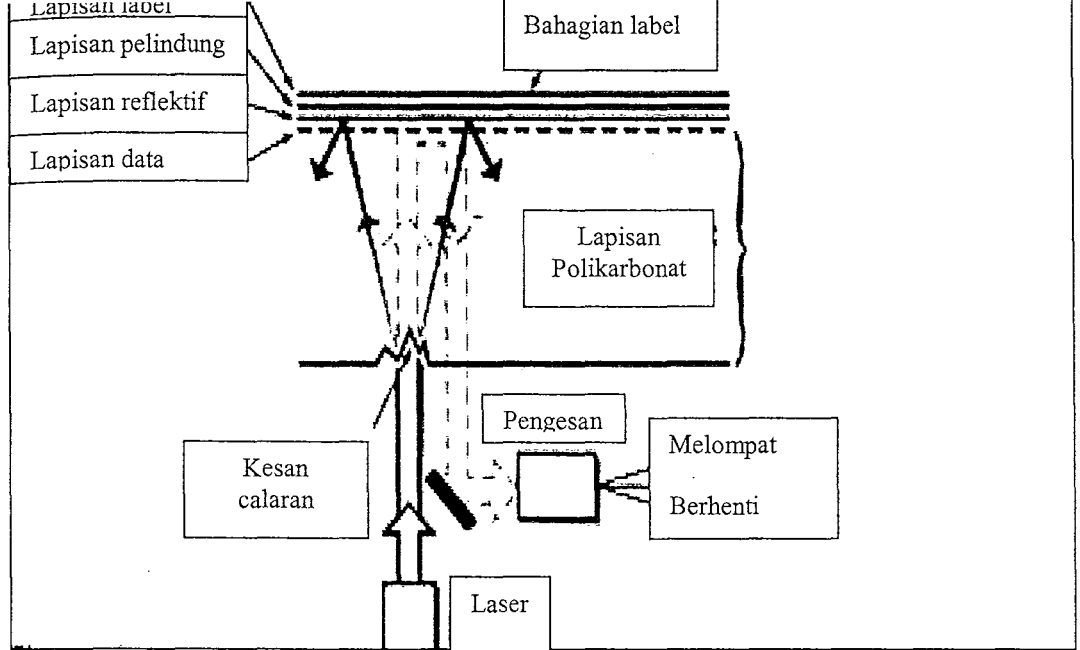 Lapisan label
Lapisan pelindung
Lapisan reflektif
Lapisan data
Bahagian label
Lapisan
Polikarbonat
Pengesan
Melompat
Berhenti
Kesan
calaran
Laser